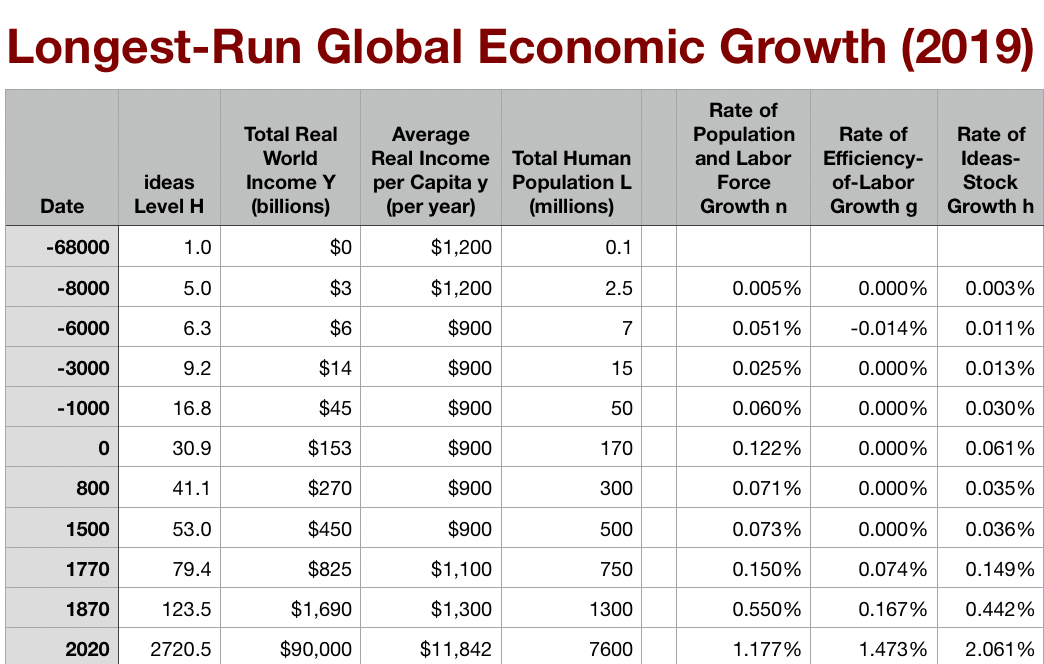 Longest-Run Global Economic Growth (2019)
Date ideas Level H Total Real World Income Y (billions) Average Real Income per Capita y (per year) Total Human Population L (millions) Rate of Population and Labor Force Growth n Rate of Efficiency-of-Labor Growth g Rate of Ideas-Stock Growth h
-68000 1.0 $0 $1,200 0.1
-8000 5.0 $3 $1,200 2.5 0.005% 0.000% 0.003%
-6000 6.3 $6 $900 7 0.051% -0.014% 0.011%
-3000 9.2 $14 $900 15 0.025% 0.000% 0.013%
-1000 16.8 $45 $900 50 0.060% 0.000% 0.030%
0 30.9 $153 $900 170 0.122% 0.000% 0.061%
800 41.1 $270 $900 300 0.071% 0.000% 0.035%
1500 53.0 $450 $900 500 0.073% 0.000% 0.036%
1770 79.4 $825 $1,100 750 0.150% 0.074% 0.149%
1870 123.5 $1,690 $1,300 1300 0.550% 0.167% 0.442%
2020 2720.5 $90,000 $11,842 7600 1.177% 1.473% 2.061%